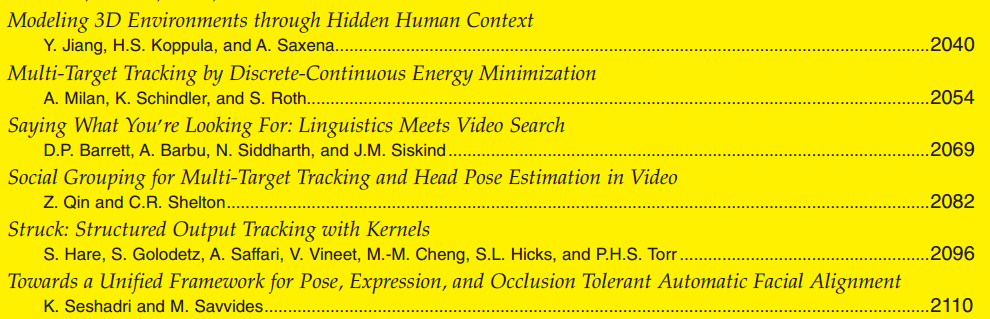 Modeling 3D Environments through Hidden Human Context
Y. Jiang, H.S. Koppula, and A. Saxena....................2040
Multi-Target Tracking by Discrete-Continuous Energy Minimization
A. Milan, K. Schindler, and S. Roth....................2054
Saying What You're Looking For: Linguistics Meets Video Search
D.P. Barrett, A. Barbu, N. Siddharth, and J.M. Siskind....................2069
Social Grouping for Multi-Target Tracking and Head Pose Estimation in Video
Z. Qin and C.R. Shelton....................2082
Struck: Structured Output Tracking with Kernels
S. Hare, S. Golodetz, A. Saffari, V. Vineet, M.-M. Cheng, S.L. Hicks, and P.H.S. Torr....................2096
Towards a Unified Framework for Pose, Expression, and Occlusion Tolerant Automatic Facial Alignment
K. Seshadri and M. Savvides....................2110